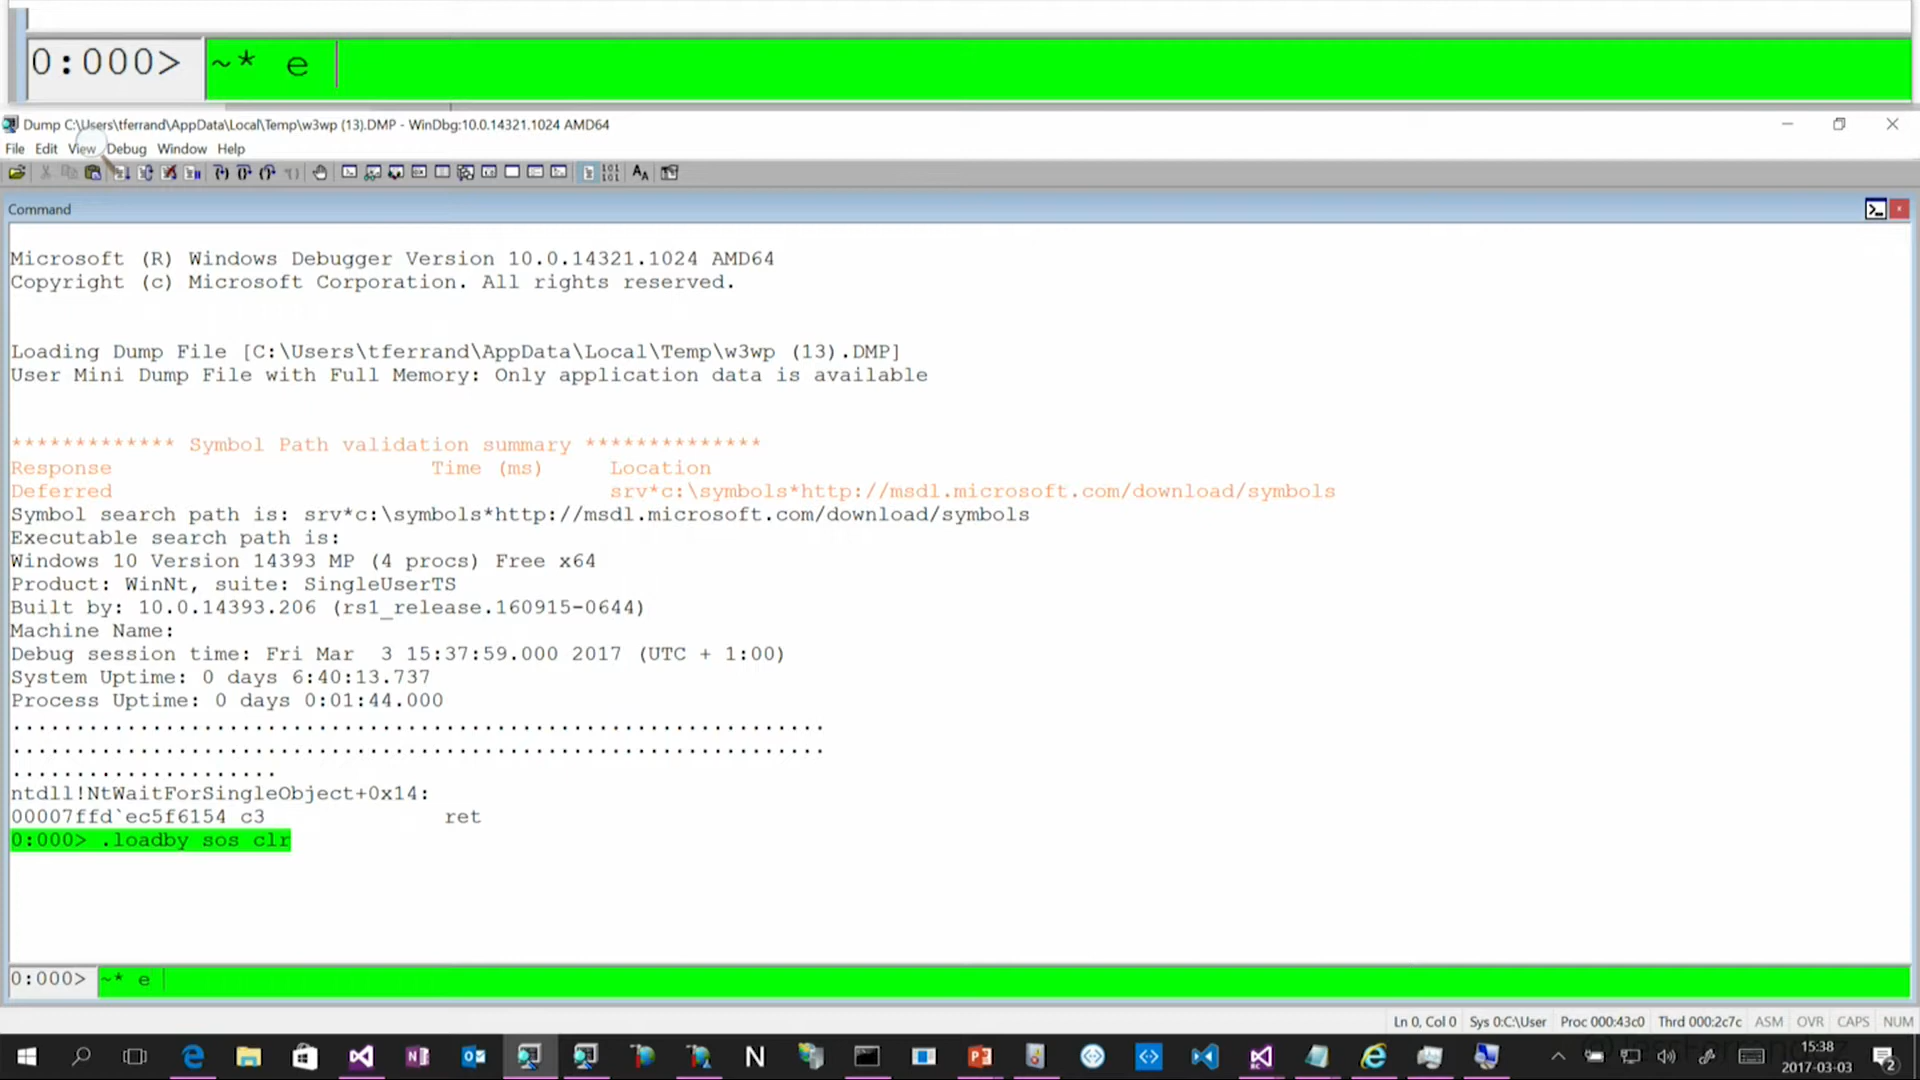 0:000> ~* e
Dump C:\Users\tferrand\AppData\Local\Temp\w3wp (13).DMP - WinDbg:10.0.14321.1024 AMD64
File Edit View Debug Window Help
Command
Microsoft (R) Windows Debugger Version 10.0.14321.1024 AMD64
Copyright (c) Microsoft Corporation. All rights reserved.
Loading Dump File [C:\Users\tferrand\AppData\Local\Temp\w3wp (13).DMP]
User Mini Dump File with Full Memory: Only application data is available
************* Symbol Path validation summary **************
Response Time (ms) Location
Deferred srv*c:\symbols*http://msdl.microsoft.com/download/symbols
Symbol search path is: srv*c:\symbols*http://msdl.microsoft.com/download/symbols
Executable search path is:
Windows 10 Version 14393 MP (4 procs) Free x64
Product: WinNt, suite: SingleUserTS
Built by: 10.0.14393.206 (rs1_release.160915-0644)
Machine Name:
Debug session time: Fri Mar 3 15:37:59.000 2017 (UTC + 1:00)
System Uptime: 0 days 6:40:13.737
Process Uptime: 0 days 0:01:44.000
................................................................
................................................................
.....................
ntdll!NtWaitForSingleObject+0x14:
00007ffd`ec5f6154 c3 ret
0:000> .loadby sos clr
0:000> ~* e
Ln 0, Col 0 Sys 0:C:\User Proc 000:43c0 Thrd 000:2c7c ASM OVR CAPS NUM
15:38
2017-03-03
2